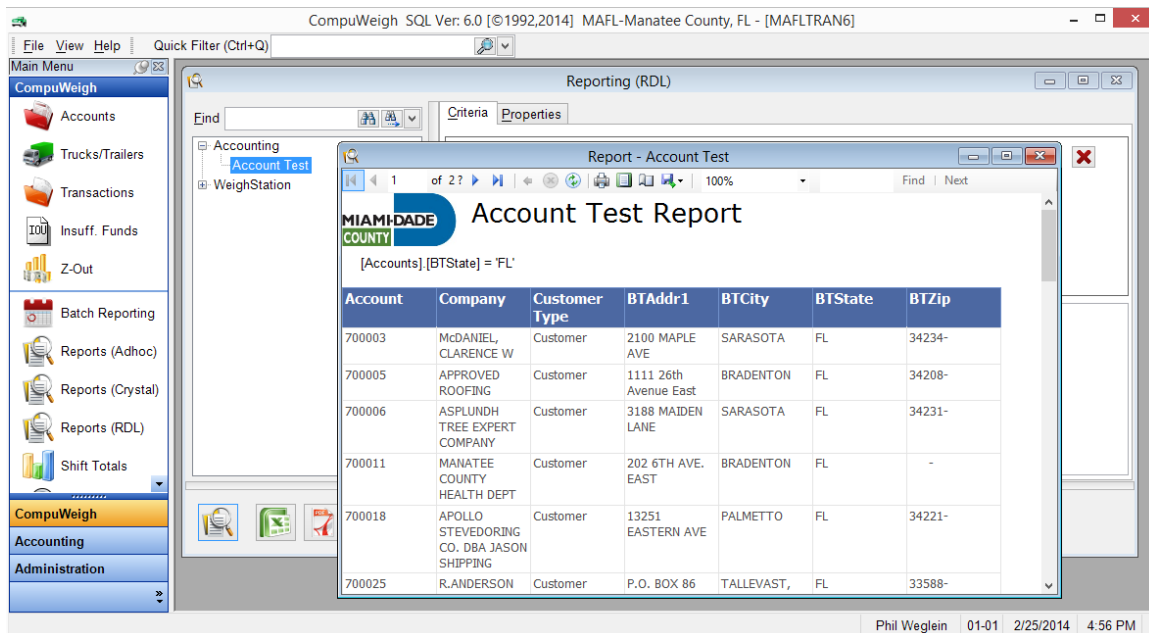 CompuWeigh SQL Ver: 6.0 [©1992,2014] MAFL-Manatee County, FL - [MAFLTRAN6]
File View Help Quick Filter (Ctrl+Q)
Main Menu
CompuWeigh
Accounts
Trucks/Trailers
Transactions
IOU
Insuff. Funds
Z-Out
Batch Reporting
Reports (Adhoc)
Reports (Crystal)
Reports (RDL)
Shift Totals
CompuWeigh
Accounting
Administration
Reporting (RDL)
Find
Criteria Properties
Accounting
Account Test
WeighStation
Report - Account Test
1 of 2? 100% Find | Next
MIAMI-DADE
COUNTY
Account Test Report
[Accounts].[BTState] = 'FL'
Account Company Customer Type BTAddr1 BTCity BTState BTZip
700003 McDANIEL, CLARENCE W Customer 2100 MAPLE AVE SARASOTA FL 34234-
700005 APPROVED ROOFING Customer 1111 26th Avenue East BRADENTON FL 34208-
700006 ASPLUNDH TREE EXPERT COMPANY Customer 3188 MAIDEN LANE SARASOTA FL 34231-
700011 MANATEE COUNTY HEALTH DEPT Customer 202 6TH AVE. EAST BRADENTON FL -
700018 APOLLO STEVEDORING CO. DBA JASON SHIPPING Customer 13251 EASTERN AVE PALMETTO FL 34221-
700025 R.ANDERSON Customer P.O. BOX 86 TALLEVAST, FL 33588-
Phil Weglein 01-01 2/25/2014 4:56 PM